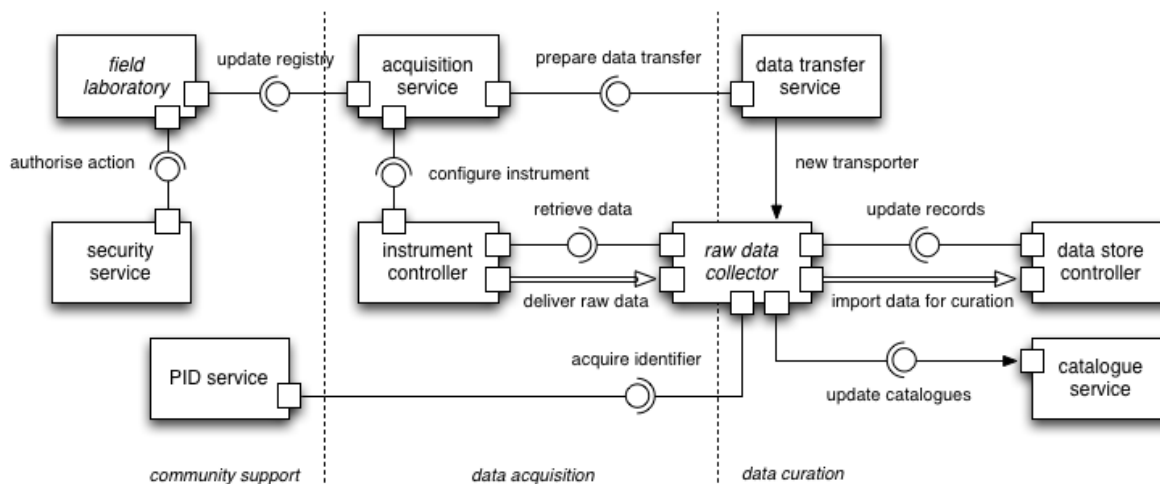 field
laboratory
update registry
acquisition
service
prepare data transfer
data transfer
service
authorise action
configure instrument
new transporter
security
service
instrument
controller
retrieve data
deliver raw data
raw data
collector
update records
import data for curation
data store
controller
PID service
acquire identifier
update catalogues
catalogue
service
community support
data acquisition
data curation